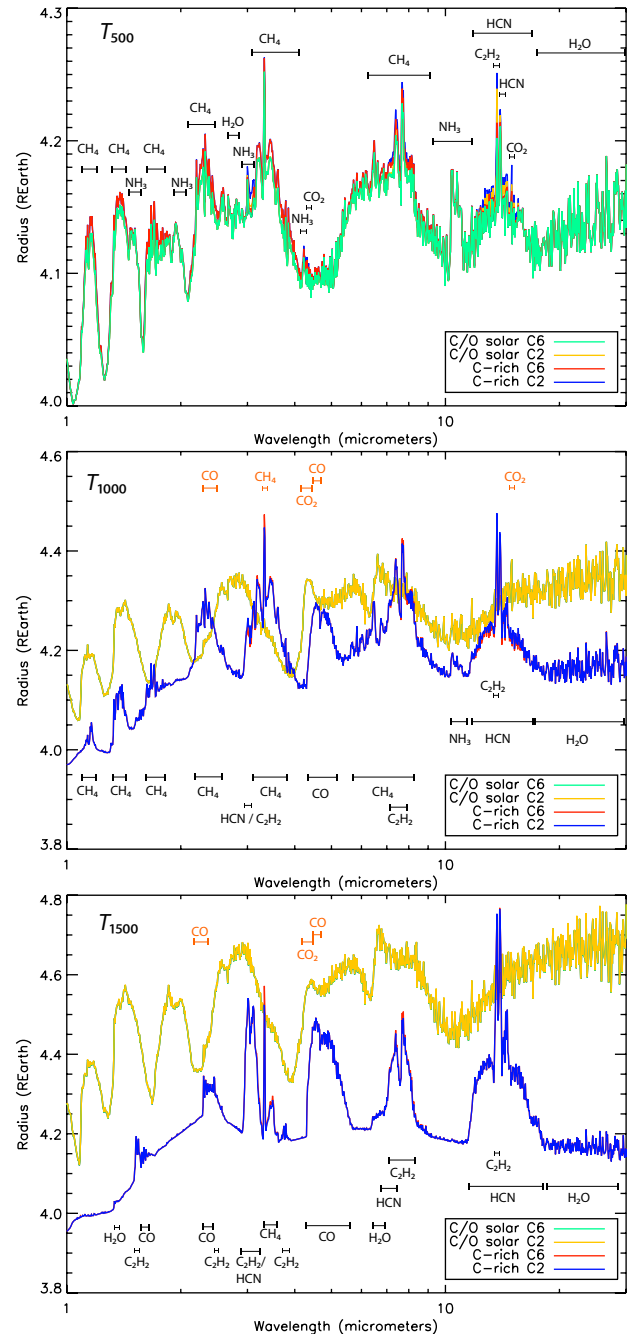 4.3
4.2
4.1
4.0
Radius (REarth)
T500
CH₄
CH₄
CH₄
NH₃
NH₃
CH₄
H₂O
NH₃
CH₄
NH₃
CO₂
CH₄
NH₃
HCN
C₂H₂
HCN
CO₂
H₂O
C/O solar C6
C/O solar C2
C-rich C6
C-rich C2
1
10
Wavelength (micrometers)
4.6
4.4
4.2
4.0
3.8
Radius (REarth)
T1000
CO
CH₄
CO₂
CO
CO₂
C₂H₂
NH₃
HCN
H₂O
CH₄
CH₄
CH₄
CH₄
CH₄
CO
CH₄
HCN / C₂H₂
C₂H₂
C/O solar C6
C/O solar C2
C-rich C6
C-rich C2
1
10
Wavelength (micrometers)
4.8
4.6
4.4
4.2
4.0
3.8
Radius (REarth)
T1500
CO
CO₂
CO
C₂H₂
C₂H₂
HCN
HCN
H₂O
H₂O
CO
CO
CH₄
CO
H₂O
C₂H₂
C₂H₂
C₂H₂/
HCN
C₂H₂
C/O solar C6
C/O solar C2
C-rich C6
C-rich C2
1
10
Wavelength (micrometers)